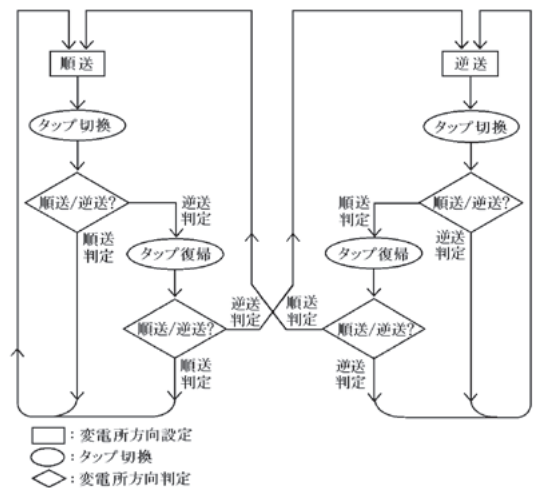 順送
逆送
タップ切換
タップ切換
順送/逆送?
逆送
判定
順送
判定
順送/逆送?
順送
判定
逆送
判定
タップ復帰
タップ復帰
順送/逆送?
逆送
判定
順送
判定
順送/逆送?
順送
判定
逆送
判定
：変電所方向設定
：タップ切換
：変電所方向判定